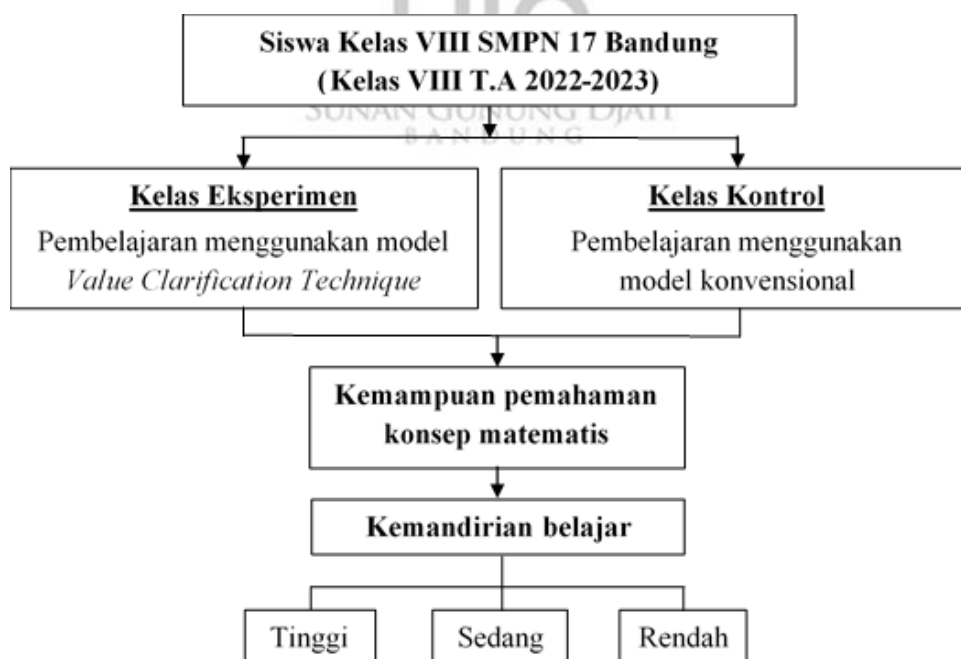 Siswa Kelas VIII SMPN 17 Bandung
(Kelas VIII T.A 2022-2023)
SUNAN GUNUNG DJATI
BANDUNG
Kelas Eksperimen
Pembelajaran menggunakan model
Value Clarification Technique
Kelas Kontrol
Pembelajaran menggunakan
model konvensional
Kemampuan pemahaman
konsep matematis
Kemandirian belajar
Tinggi
Sedang
Rendah